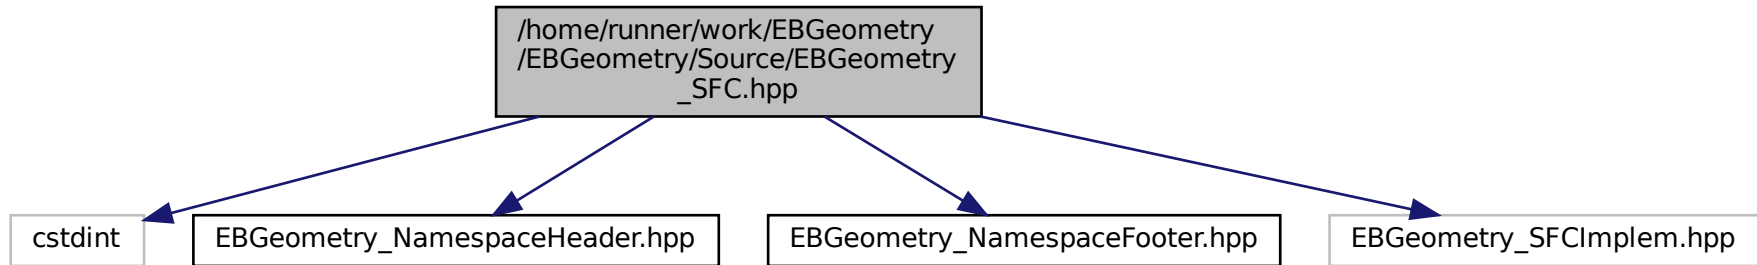 /home/runner/work/EBGeometry
/EBGeometry/Source/EBGeometry
_SFC.hpp
cstdint
EBGeometry_NamespaceHeader.hpp
EBGeometry_NamespaceFooter.hpp
EBGeometry_SFCImplem.hpp